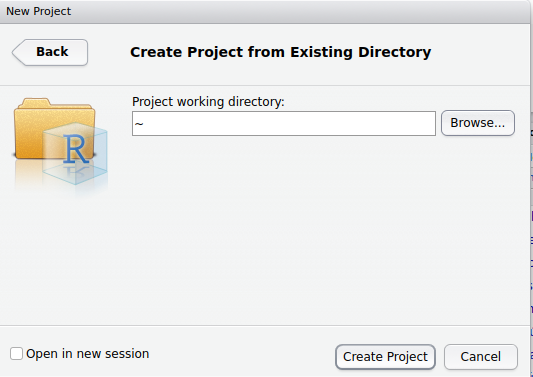 New Project
Back
Create Project from Existing Directory
Project working directory:
~
Browse...
R
Open in new session
Create Project
Cancel